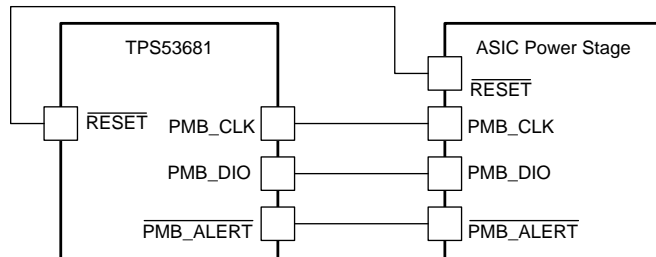 TPS53681
ASIC Power Stage
RESET
RESET
PMB_CLK
PMB_CLK
PMB_DIO
PMB_DIO
PMB_ALERT
PMB_ALERT